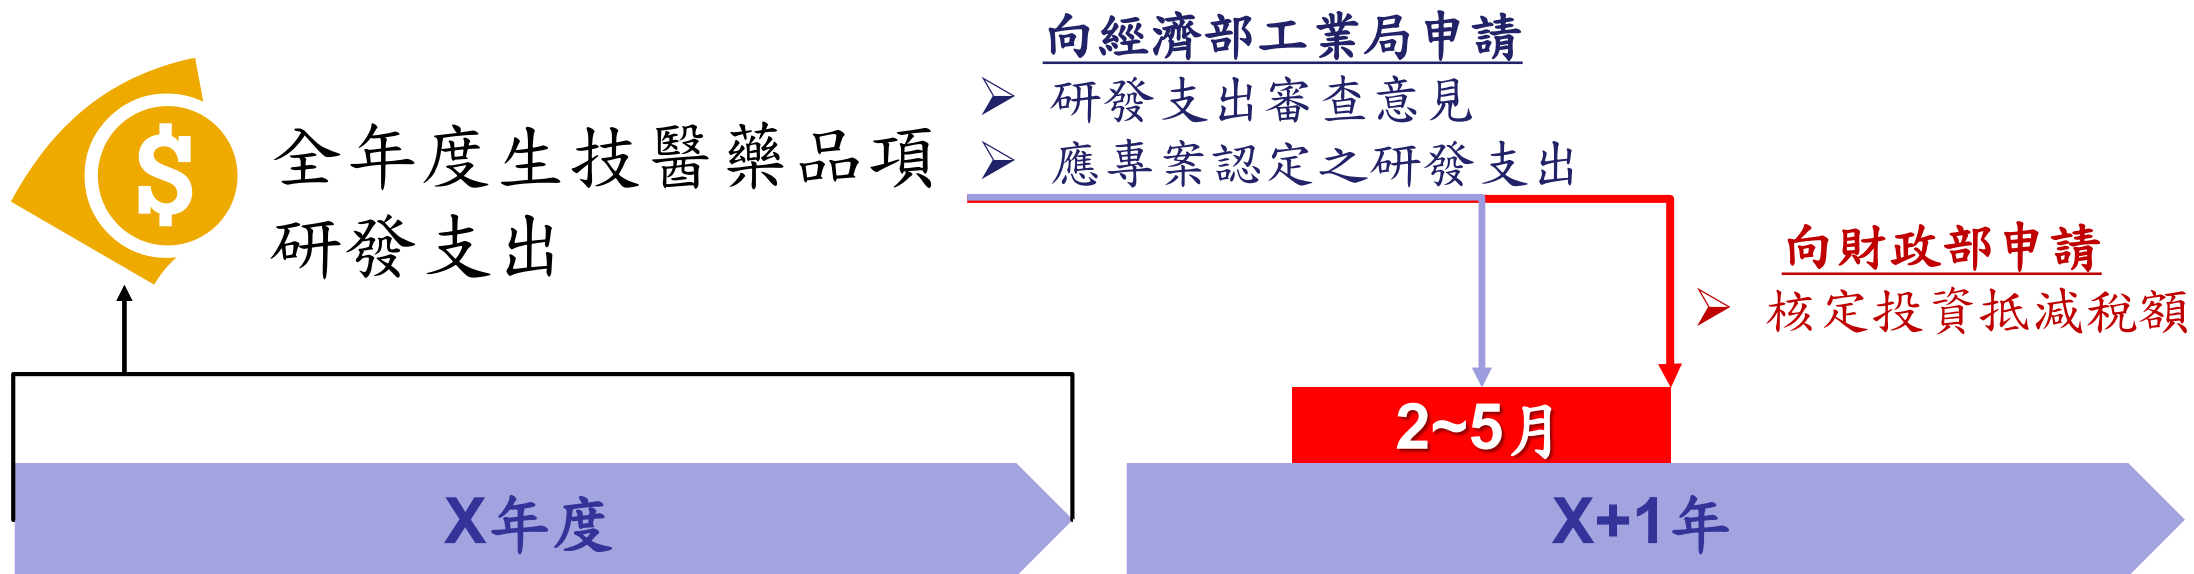 向經濟部工業局申請
➢ 研發支出審查意見
➢ 應專案認定之研發支出
$
全年度生技醫藥品項
研發支出
向財政部申請
➢ 核定投資抵減稅額
2~5月
X年度
X+1年